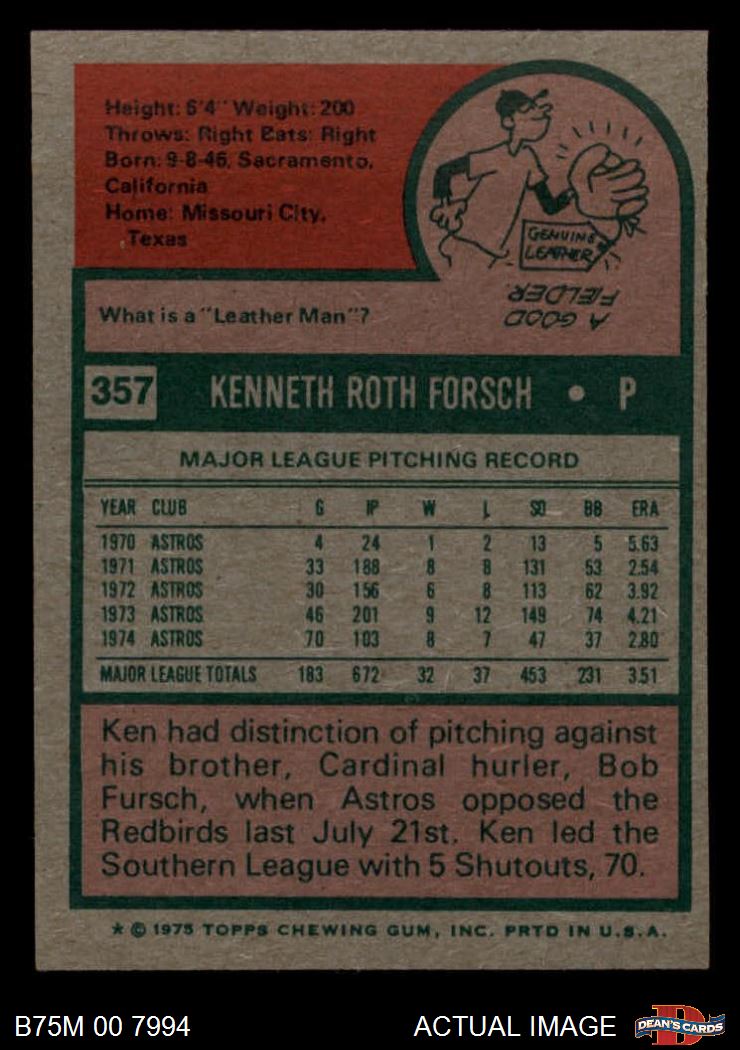 Height: 6'4" Weight: 200
Throws: Right Bats: Right
Born: 9-8-46, Sacramento,
California
Home: Missouri City,
Texas
GENUINE
LEATHER
What is a "Leather Man"?
A GOOD
FIELDER
357 KENNETH ROTH FORSCH • P
MAJOR LEAGUE PITCHING RECORD
YEAR CLUB G IP W L SO BB ERA
1970 ASTROS 4 24 1 2 13 5 5.63
1971 ASTROS 33 188 8 8 131 53 2.54
1972 ASTROS 30 156 6 8 113 62 3.92
1973 ASTROS 46 201 9 12 149 74 4.21
1974 ASTROS 70 103 8 7 47 37 2.80
MAJOR LEAGUE TOTALS 183 672 32 37 453 231 3.51
Ken had distinction of pitching against
his brother, Cardinal hurler, Bob
Fursch, when Astros opposed the
Redbirds last July 21st. Ken led the
Southern League with 5 Shutouts, 70.
* © 1975 TOPPS CHEWING GUM, INC. PRTD IN U.S.A.
B75M 00 7994 ACTUAL IMAGE
D
DEAN'S CARDS